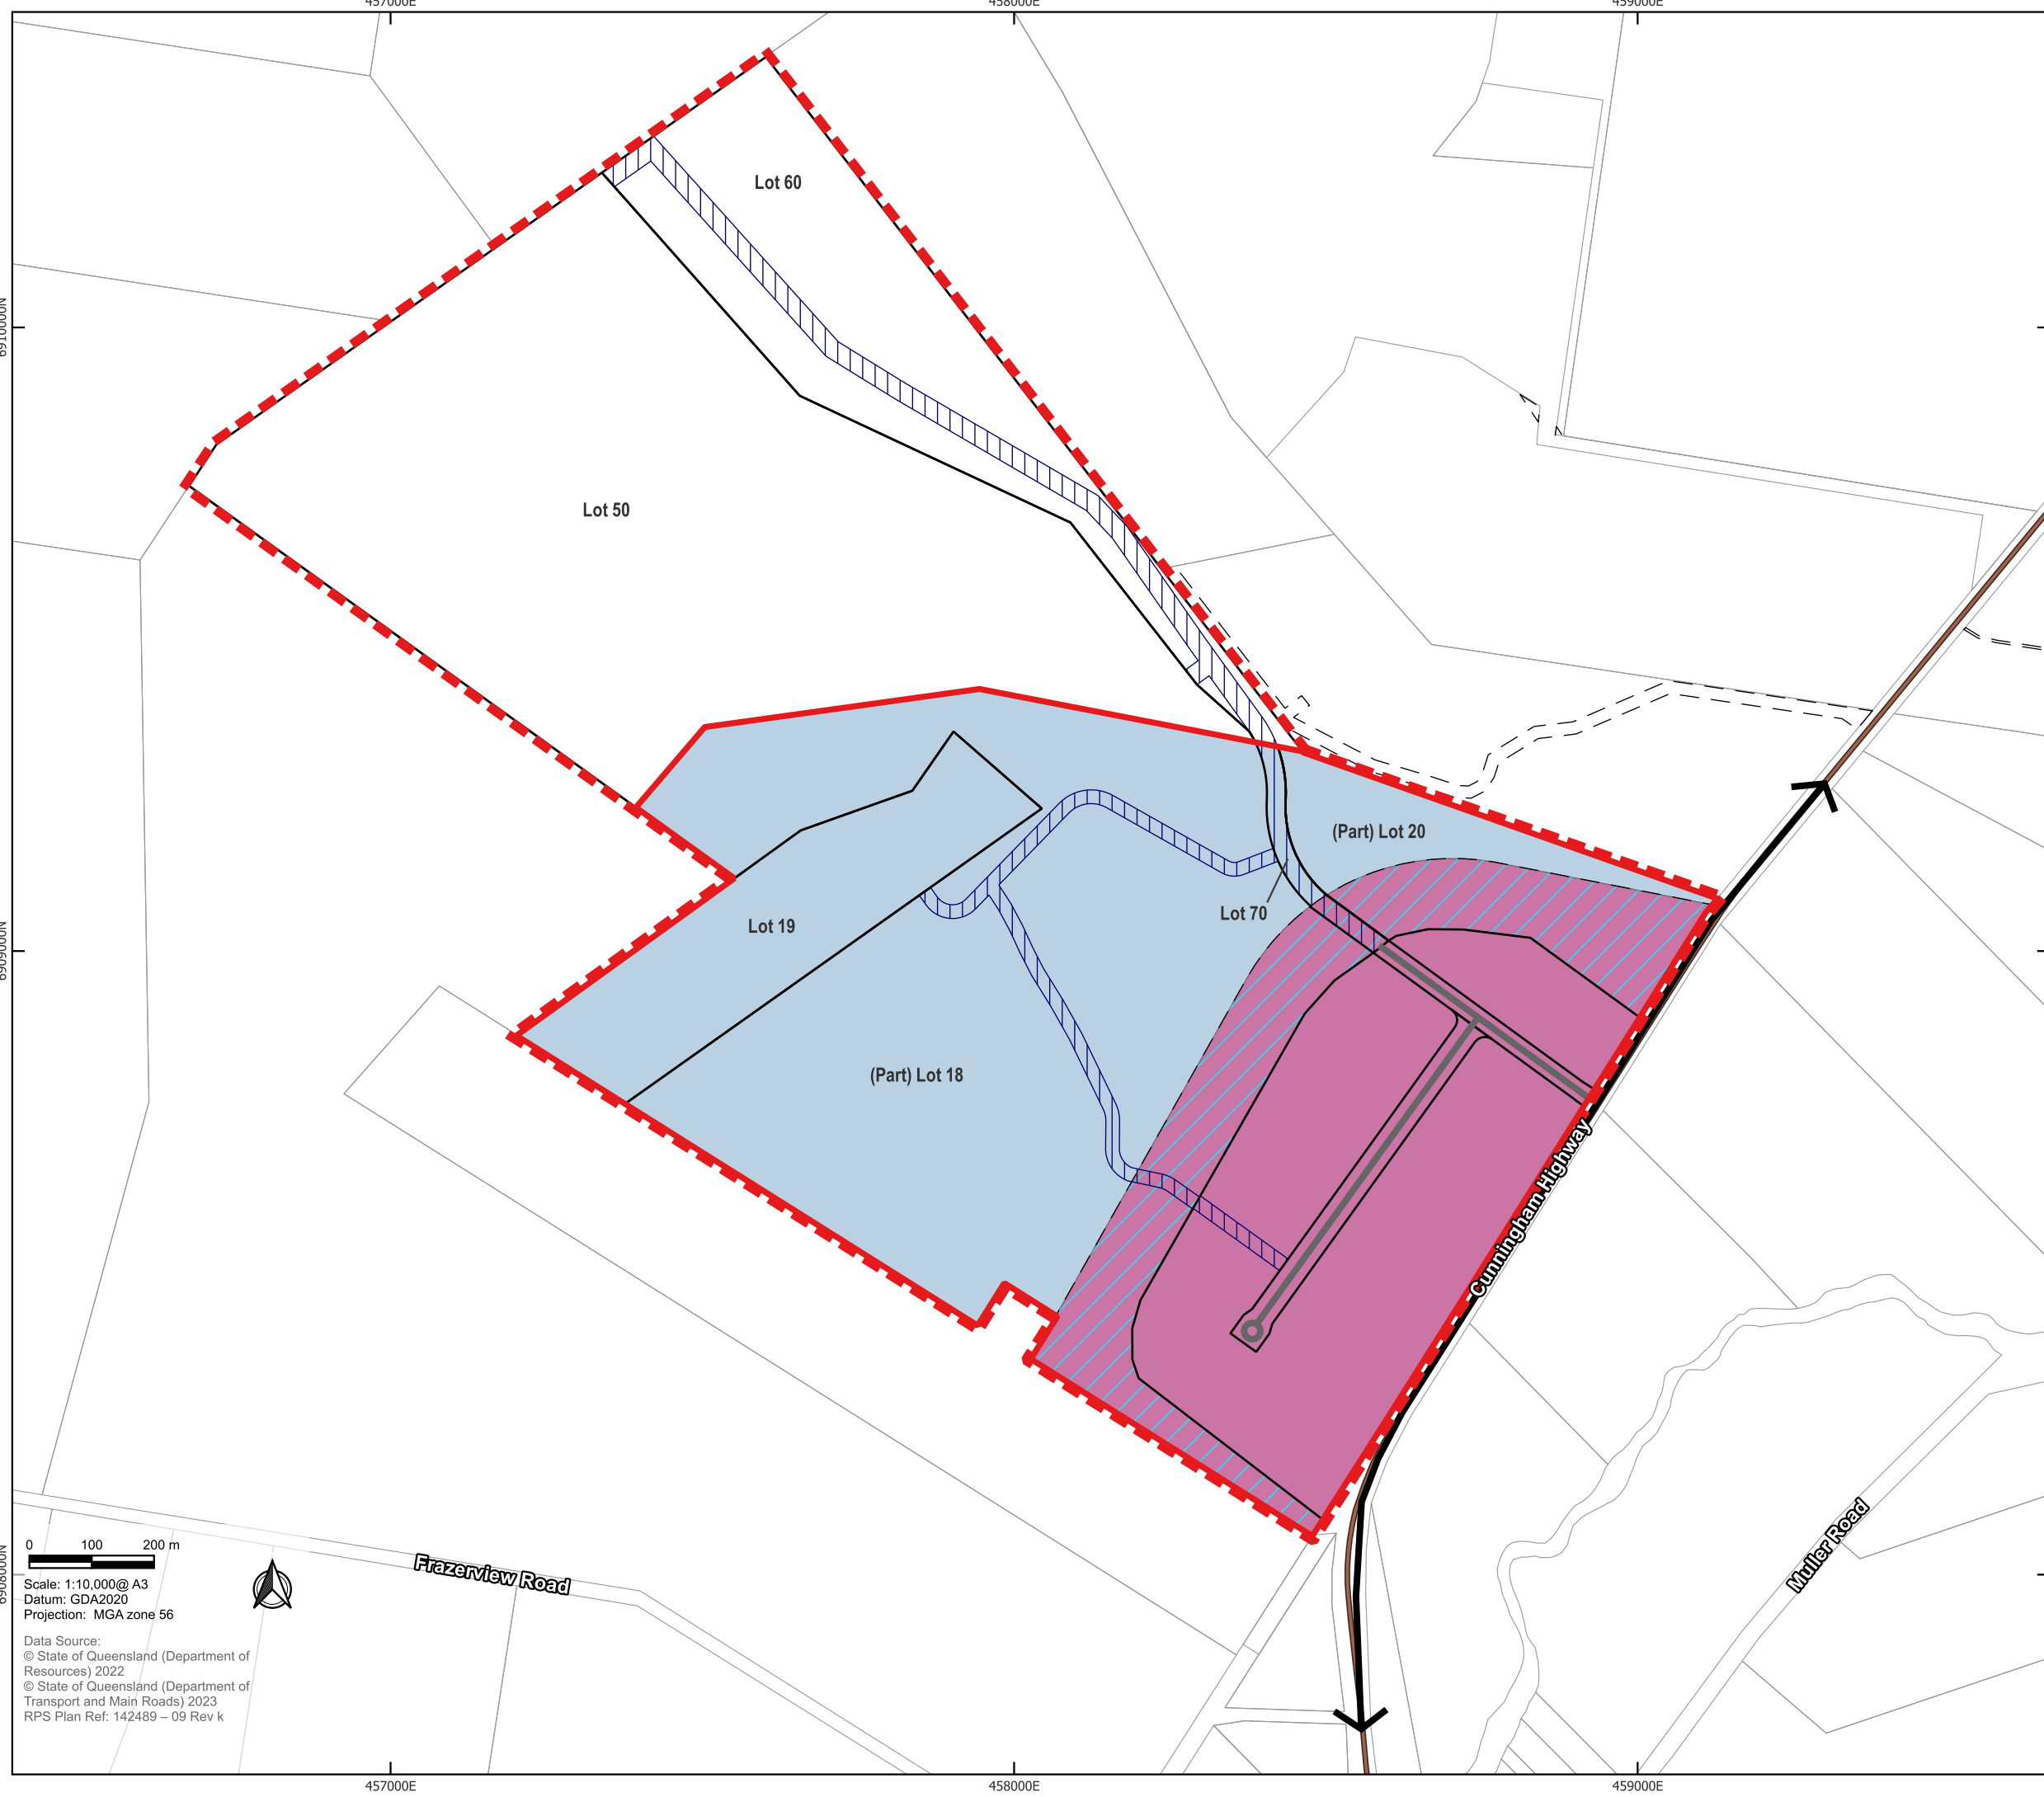 457000E
458000E
459000E
Lot 60
6910000N
Lot 50
(Part) Lot 20
Lot 70
Lot 19
6909000N
(Part) Lot 18
Cunningham Highway
Muller Road
Frazerview Road
6908000N
0 100 200 m
Scale: 1:10,000@ A3
Datum: GDA2020
Projection: MGA zone 56
Data Source:
© State of Queensland (Department of
Resources) 2022
© State of Queensland (Department of
Transport and Main Roads) 2023
RPS Plan Ref: 142489 – 09 Rev k
457000E
458000E
459000E